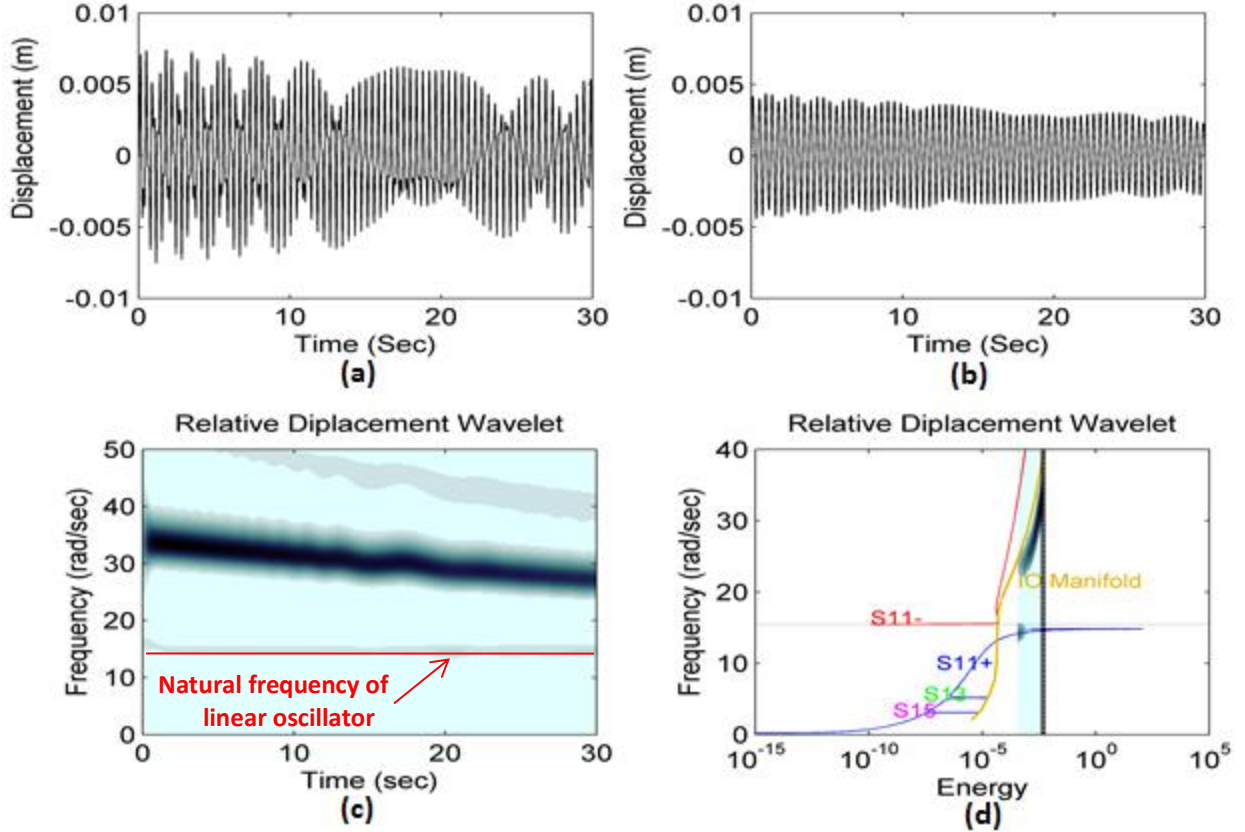 0.01
0.005
0
-0.005
-0.01
Displacement (m)
0 10 20 30
Time (Sec)
(a)
0.01
0.005
0
-0.005
-0.01
Displacement (m)
0 10 20 30
Time (Sec)
(b)
Relative Diplacement Wavelet
50
40
30
20
10
0
Frequency (rad/sec)
Natural frequency of
linear oscillator
0 10 20 30
Time (sec)
(c)
Relative Diplacement Wavelet
40
30
20
10
0
Frequency (rad/sec)
IO Manifold
S11-
S11+
S13
S15
10^-15 10^-10 10^-5 10^0 10^5
Energy
(d)